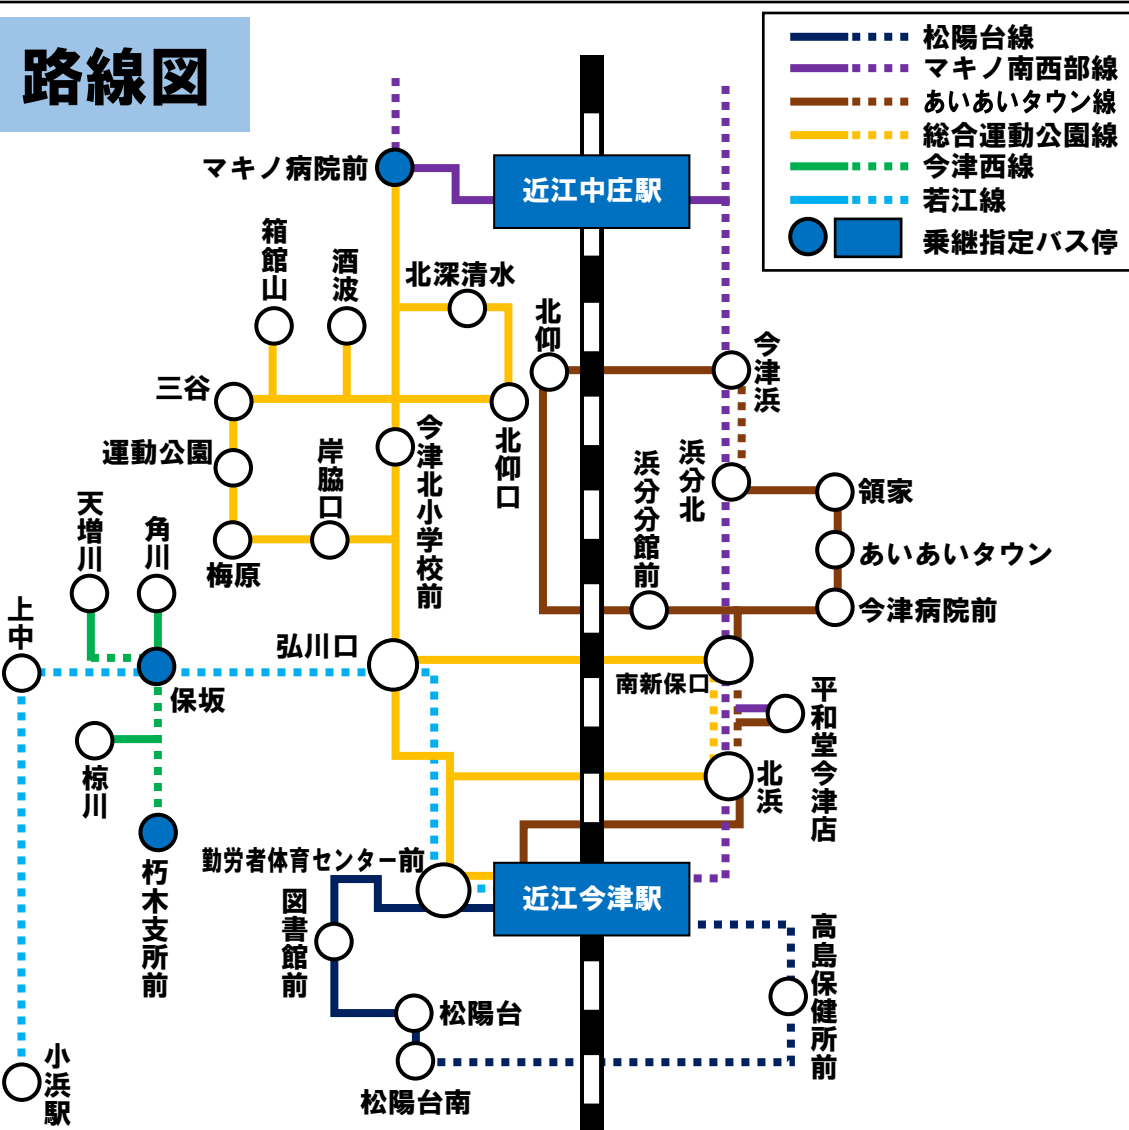 路線図
松陽台線
マキノ南西部線
あいあいタウン線
総合運動公園線
今津西線
若江線
乗継指定バス停
マキノ病院前
近江中庄駅
箱館山
酒波
北深清水
北仰
今津浜
三谷
北仰口
今津北小学校前
運動公園
岸脇口
浜分分館前
浜分北
領家
天増川
角川
梅原
あいあいタウン
上中
今津病院前
弘川口
南新保口
保坂
平和堂今津店
椋川
北浜
勤労者体育センター前
朽木支所前
図書館前
近江今津駅
高島保健所前
松陽台
小浜駅
松陽台南